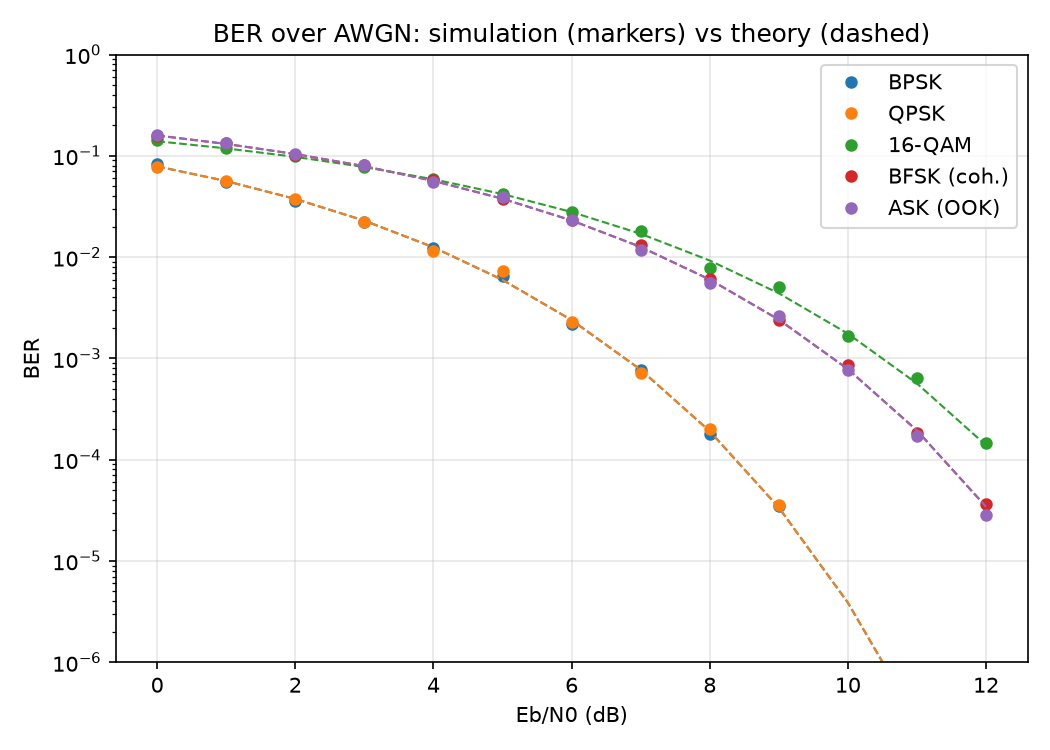 BER over AWGN: simulation (markers) vs theory (dashed)
10⁰
10⁻¹
10⁻²
10⁻³
10⁻⁴
10⁻⁵
10⁻⁶
BER
BPSK
QPSK
16-QAM
BFSK (coh.)
ASK (OOK)
0 2 4 6 8 10 12
Eb/N0 (dB)